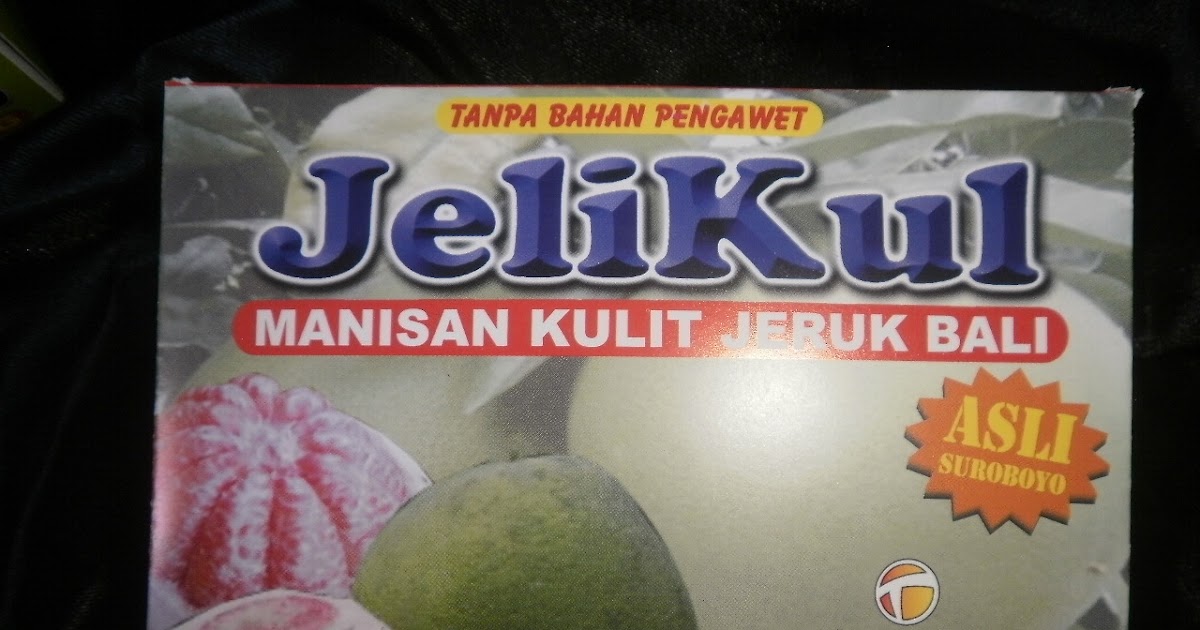 TANPA BAHAN PENGAWET
JeliKul
MANISAN KULIT JERUK BALI
ASLI
SUROBOYO